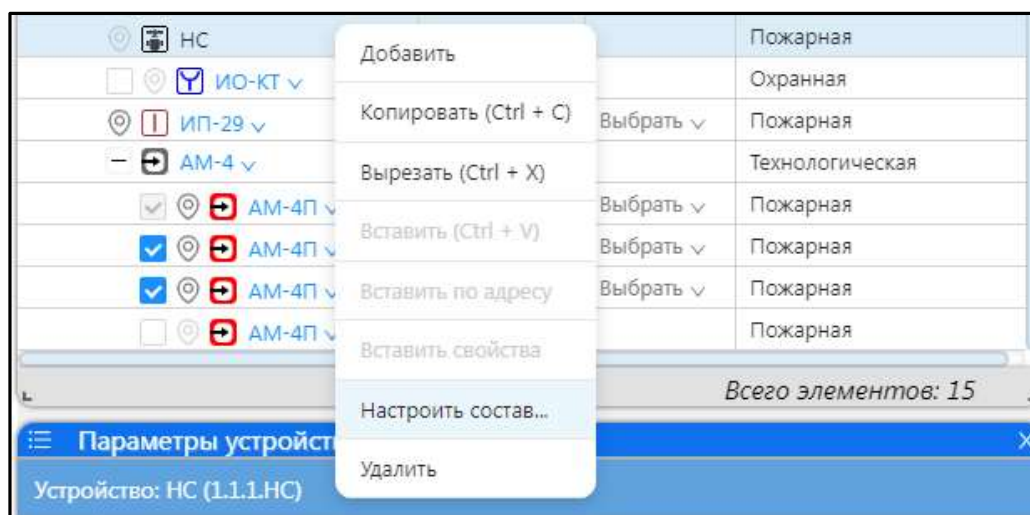 НС Пожарная
ИО-КТ Охранная
ИП-29 Выбрать Пожарная
АМ-4 Технологическая
АМ-4П Выбрать Пожарная
АМ-4П Выбрать Пожарная
АМ-4П Выбрать Пожарная
АМ-4П Пожарная
Добавить
Копировать (Ctrl + C)
Вырезать (Ctrl + X)
Вставить (Ctrl + V)
Вставить по адресу
Вставить свойства
Настроить состав...
Удалить
Всего элементов: 15
Параметры устройст
Устройство: НС (1.1.1.НС)